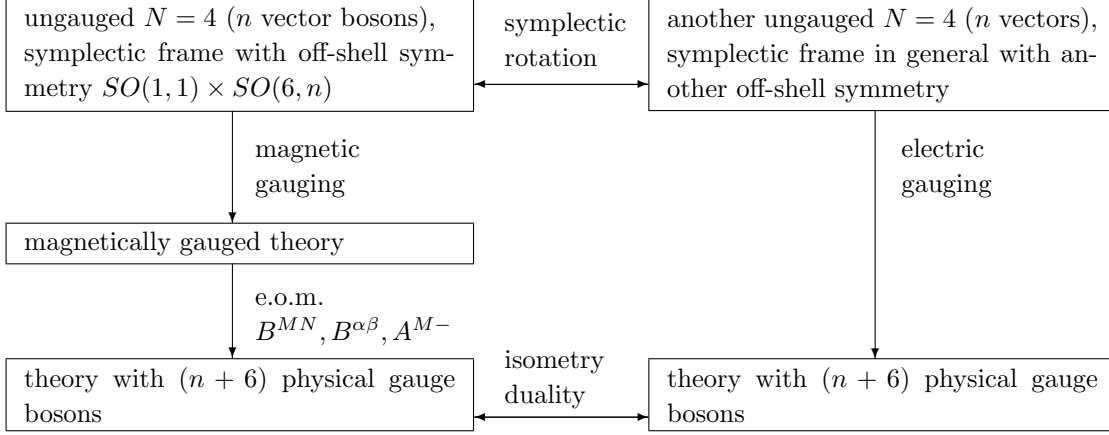 ungauged N = 4 (n vector bosons),
symplectic frame with off-shell sym-
metry SO(1, 1) × SO(6, n)
symplectic
rotation
another ungauged N = 4 (n vectors),
symplectic frame in general with an-
other off-shell symmetry
magnetic
gauging
electric
gauging
magnetically gauged theory
e.o.m.
B^{MN}, B^{αβ}, A^{M−}
theory with (n + 6) physical gauge
bosons
isometry
duality
theory with (n + 6) physical gauge
bosons